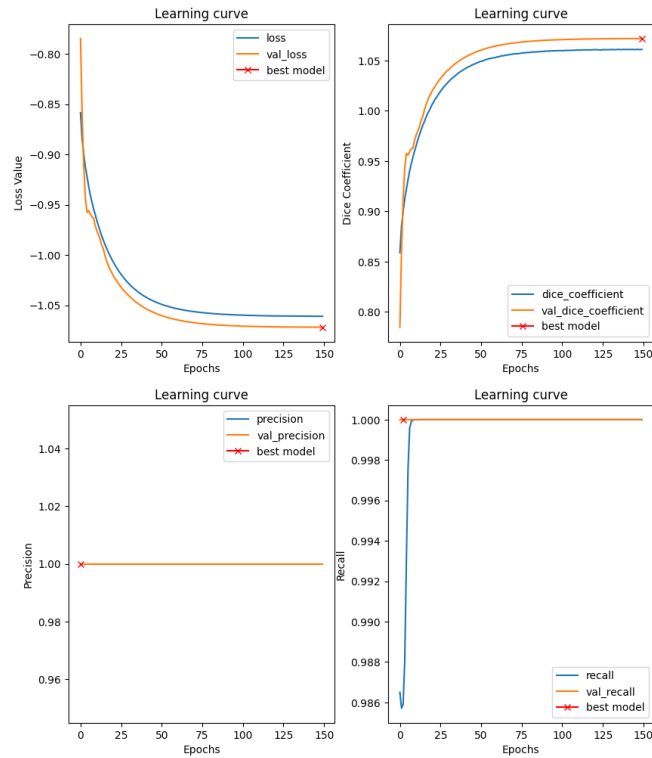 Learning curve
Loss Value
−0.80
−0.85
−0.90
−0.95
−1.00
−1.05
loss
val_loss
best model
0 25 50 75 100 125 150
Epochs
Learning curve
Dice Coefficient
1.05
1.00
0.95
0.90
0.85
0.80
dice_coefficient
val_dice_coefficient
best model
0 25 50 75 100 125 150
Epochs
Learning curve
Precision
1.04
1.02
1.00
0.98
0.96
precision
val_precision
best model
0 25 50 75 100 125 150
Epochs
Learning curve
Recall
1.000
0.998
0.996
0.994
0.992
0.990
0.988
0.986
recall
val_recall
best model
0 25 50 75 100 125 150
Epochs